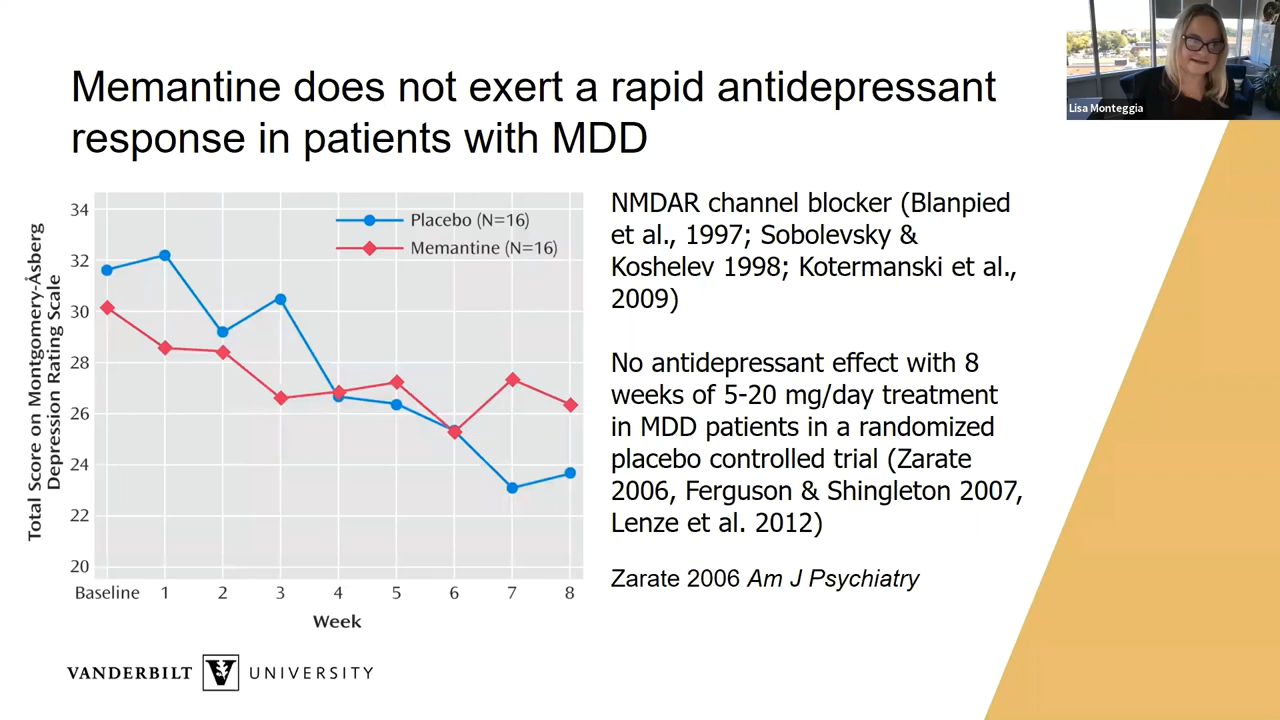 Memantine does not exert a rapid antidepressant
response in patients with MDD
Lisa Monteggia
Total Score on Montgomery-Åsberg
Depression Rating Scale
34
32
30
28
26
24
22
20
Placebo (N=16)
Memantine (N=16)
Baseline 1 2 3 4 5 6 7 8
Week
NMDAR channel blocker (Blanpied
et al., 1997; Sobolevsky &
Koshelev 1998; Kotermanski et al.,
2009)
No antidepressant effect with 8
weeks of 5-20 mg/day treatment
in MDD patients in a randomized
placebo controlled trial (Zarate
2006, Ferguson & Shingleton 2007,
Lenze et al. 2012)
Zarate 2006 Am J Psychiatry
VANDERBILT V UNIVERSITY